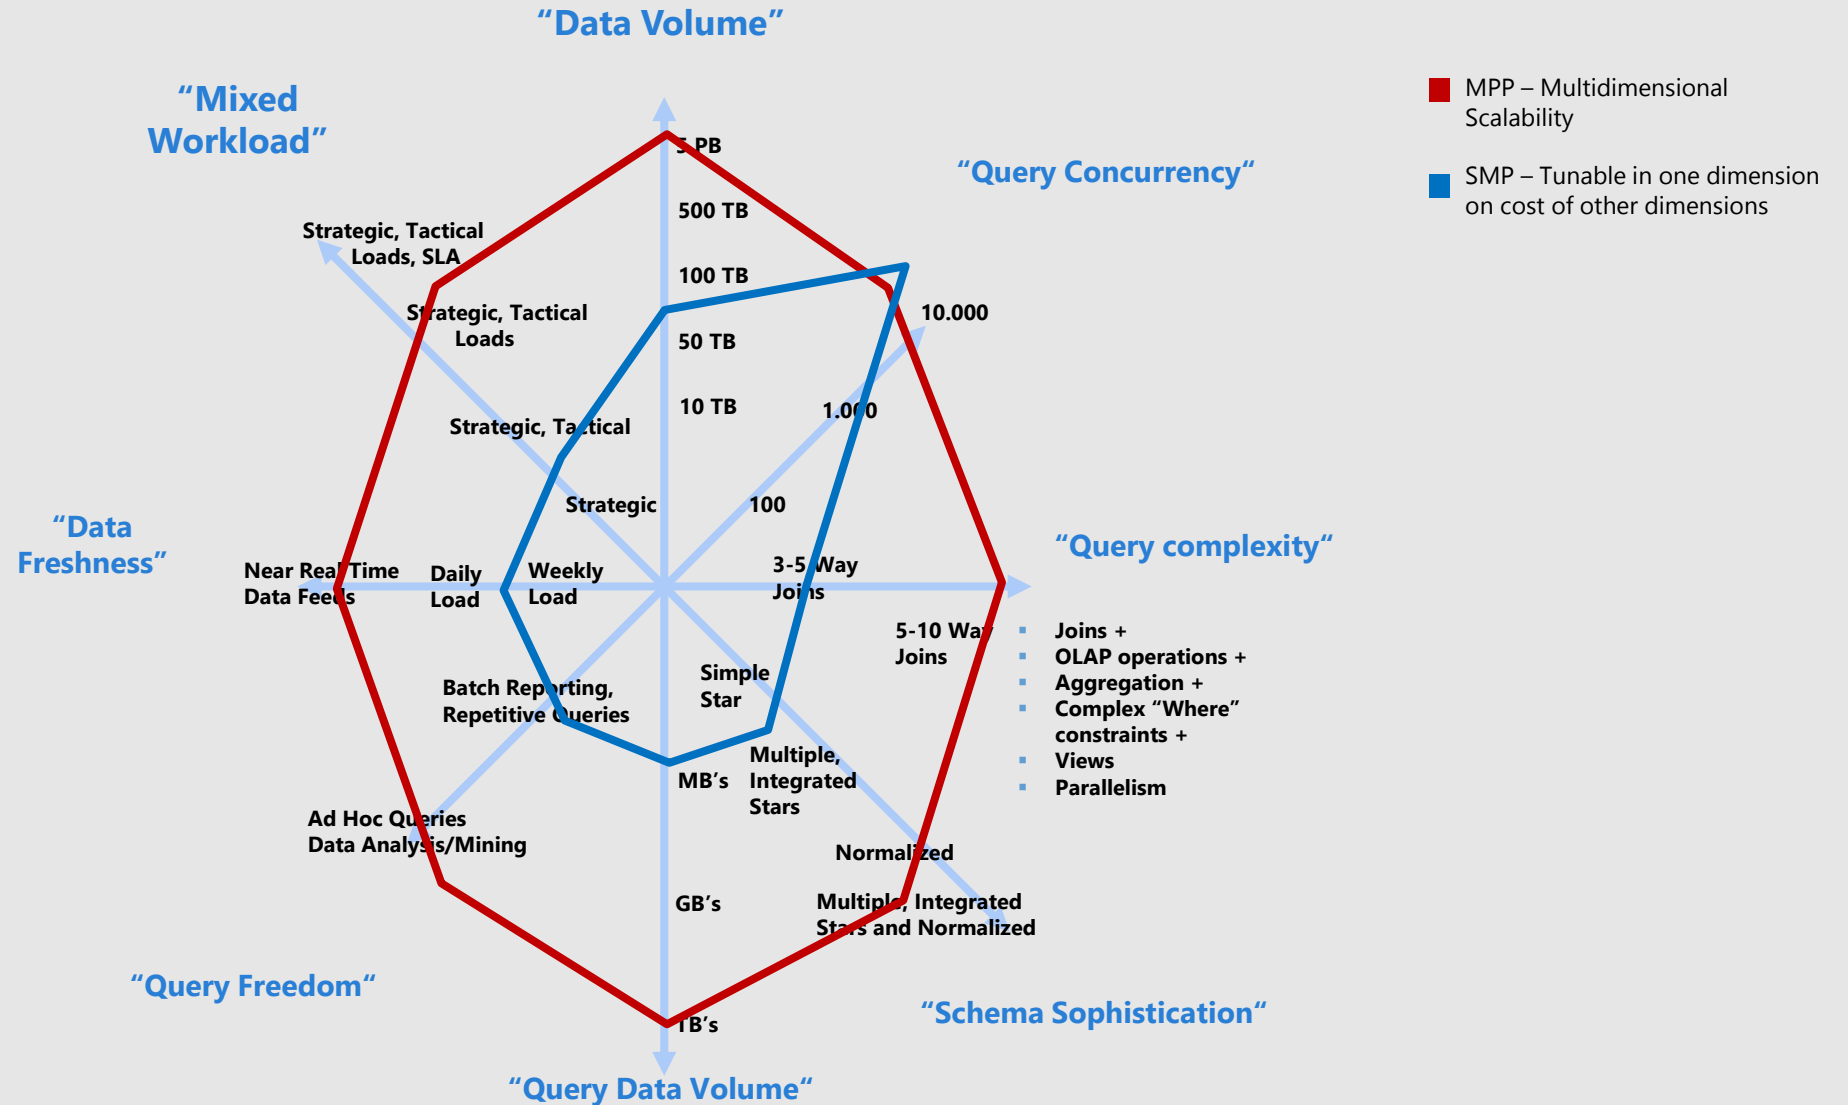 “Data Volume”
“Mixed
Workload”
MPP – Multidimensional
Scalability
SMP – Tunable in one dimension
on cost of other dimensions
“Query Concurrency“
5 PB
500 TB
100 TB
50 TB
10 TB
Strategic, Tactical
Loads, SLA
Strategic, Tactical
Loads
Strategic, Tactical
Strategic
10.000
1.000
100
“Data
Freshness”
Near Real Time
Data Feeds
Daily
Load
Weekly
Load
3-5 Way
Joins
5-10 Way
Joins
“Query complexity“
Joins +
OLAP operations +
Aggregation +
Complex “Where”
constraints +
Views
Parallelism
Batch Reporting,
Repetitive Queries
Simple
Star
Multiple,
Integrated
Stars
MB’s
Ad Hoc Queries
Data Analysis/Mining
Normalized
Multiple, Integrated
Stars and Normalized
GB’s
TB’s
“Query Freedom“
“Schema Sophistication“
“Query Data Volume“